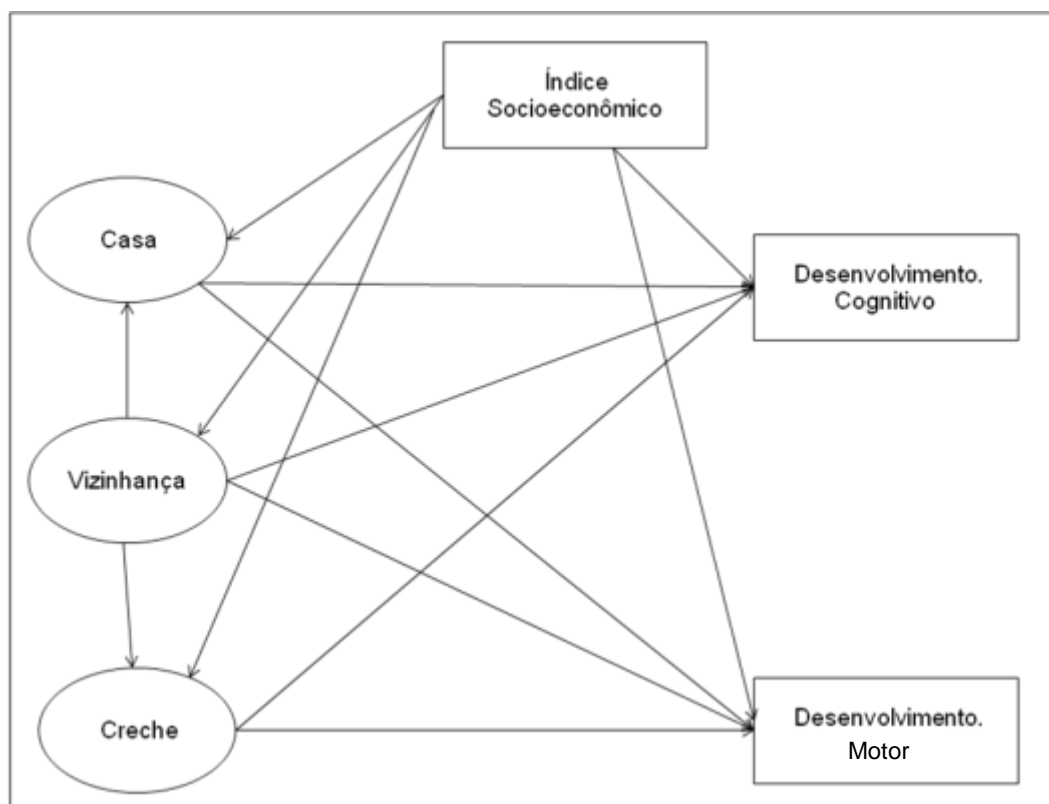 Índice
Socioeconômico
Casa
Desenvolvimento.
Cognitivo
Vizinhança
Creche
Desenvolvimento.
Motor